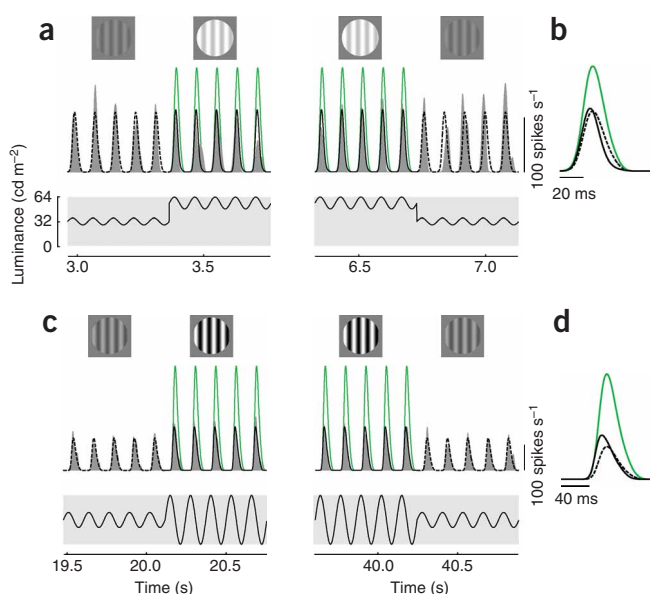 a
b
100 spikes s⁻¹
20 ms
Luminance (cd m⁻²)
64
32
0
3.0 3.5 6.5 7.0
c
d
100 spikes s⁻¹
40 ms
19.5 20.0 20.5 40.0 40.5
Time (s) Time (s)